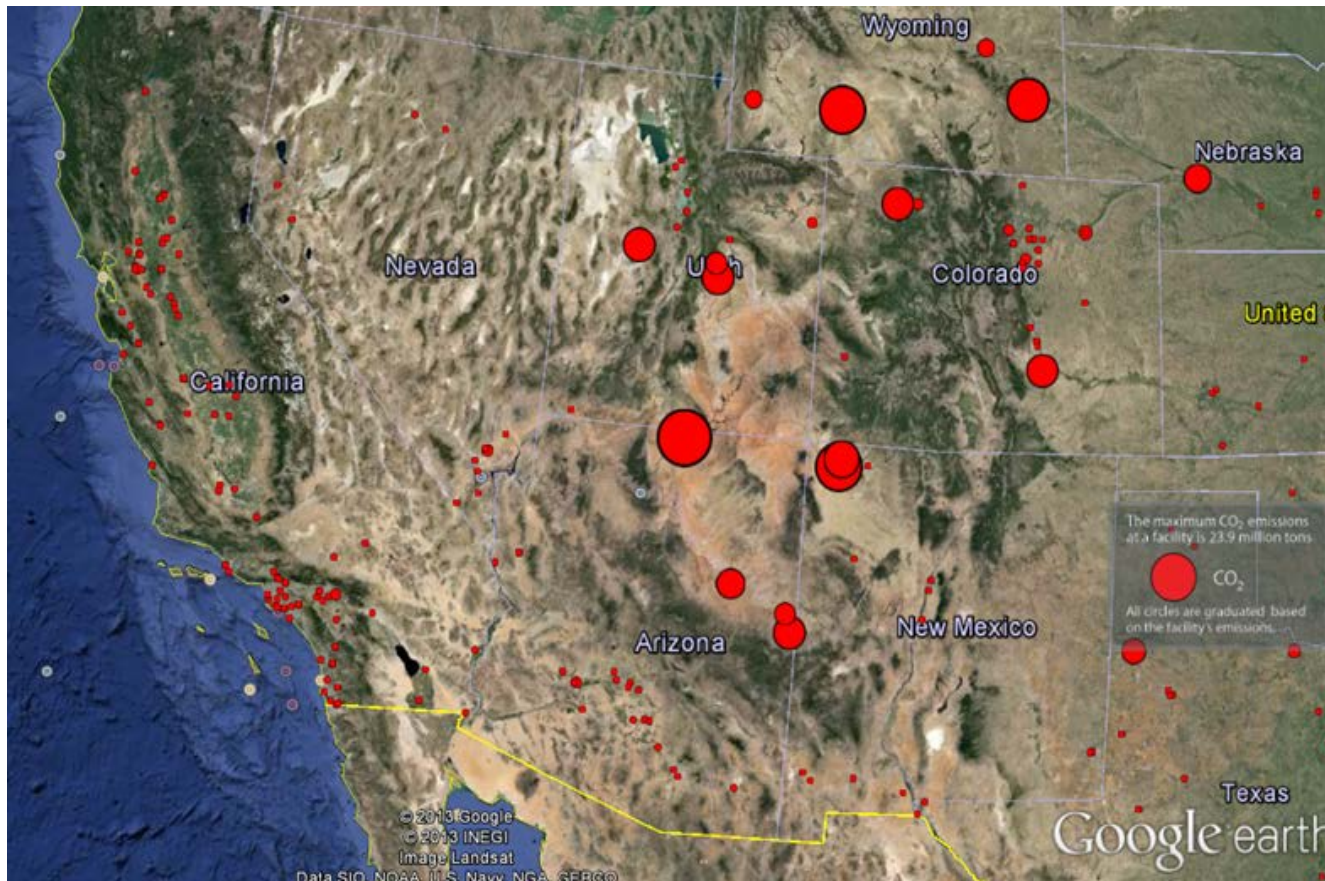 Wyoming
Nebraska
Nevada
Utah
Colorado
United
California
The maximum CO₂ emissions
at a facility is 23.9 million tons
CO₂
All circles are graduated based
on the facility's emissions.
Arizona
New Mexico
Texas
© 2013 Google
© 2013 INEGI
Image Landsat
Data SIO, NOAA, U.S. Navy, NGA, GEBCO
Google earth